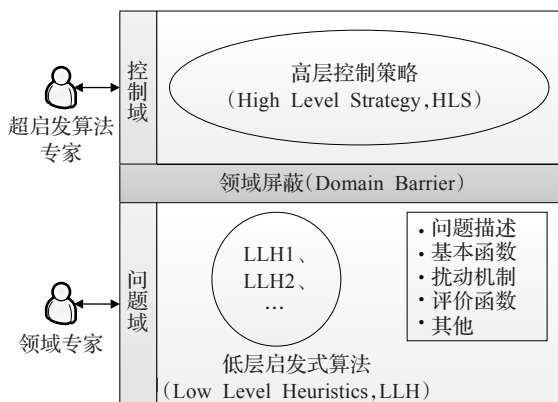 控制域
高层控制策略
(High Level Strategy,HLS)
超启发算法
专家
领域屏蔽(Domain Barrier)
问题域
LLH1、
LLH2、
…
·问题描述
·基本函数
·扰动机制
·评价函数
·其他
领域专家
低层启发式算法
(Low Level Heuristics,LLH)